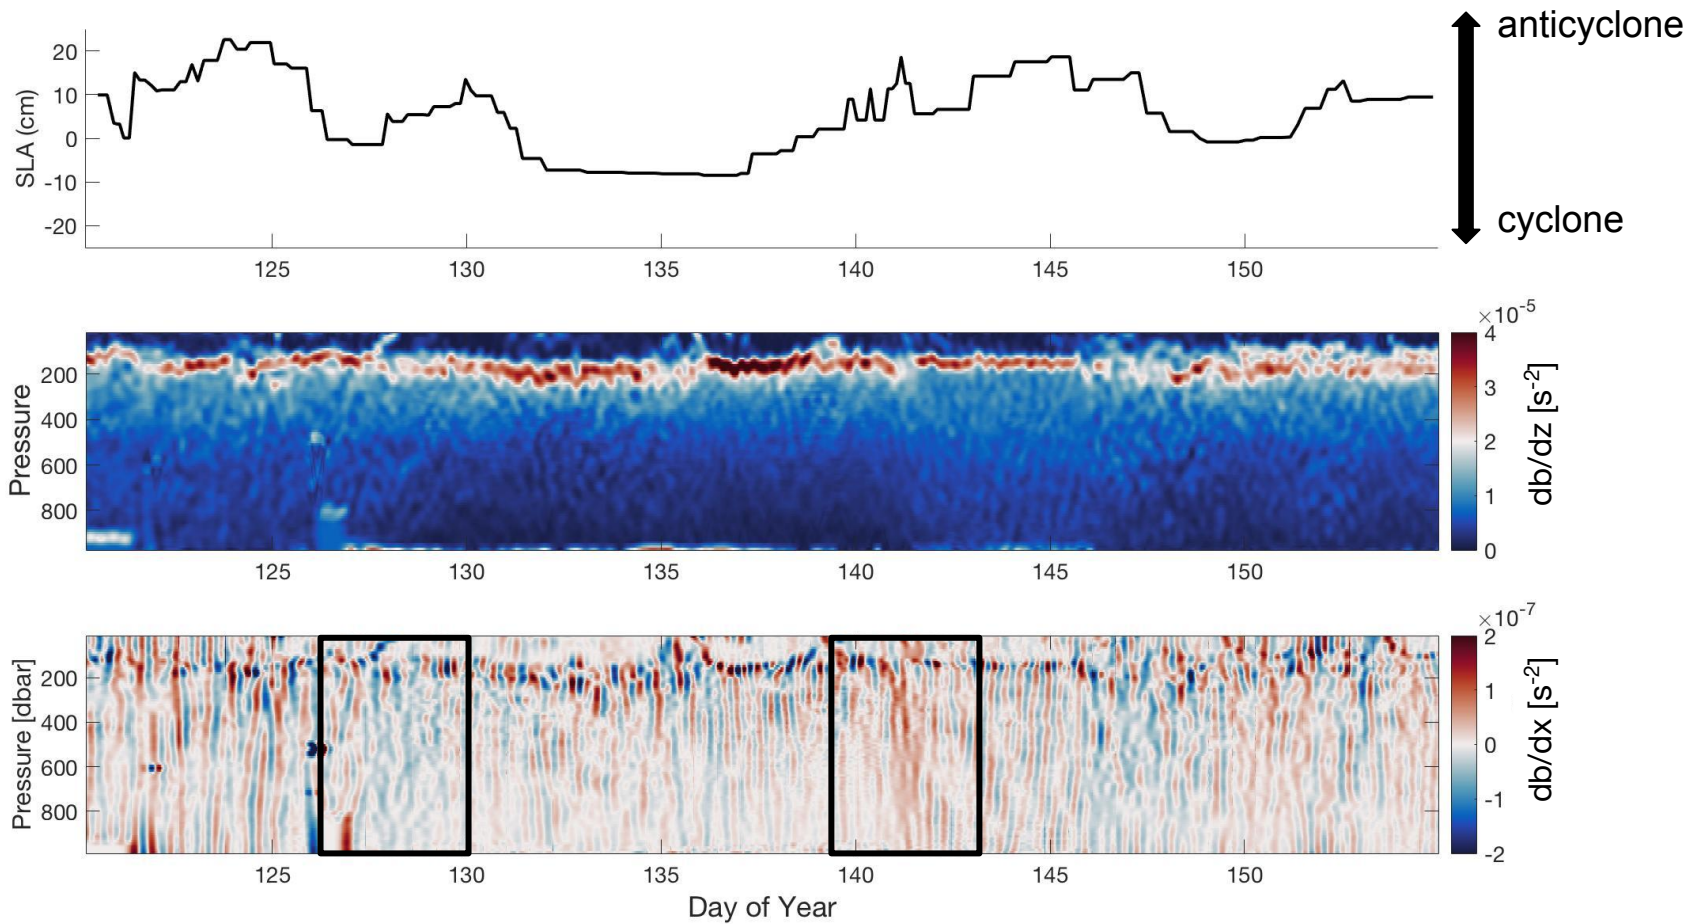 anticyclone
20
10
0
-10
-20
SLA (cm)
cyclone
125 130 135 140 145 150
×10-5
4
3
2
1
0
db/dz [s-2]
200
400
600
800
Pressure
125 130 135 140 145 150
×10-7
2
1
0
-1
-2
db/dx [s-2]
200
400
600
800
Pressure [dbar]
125 130 135 140 145 150
Day of Year